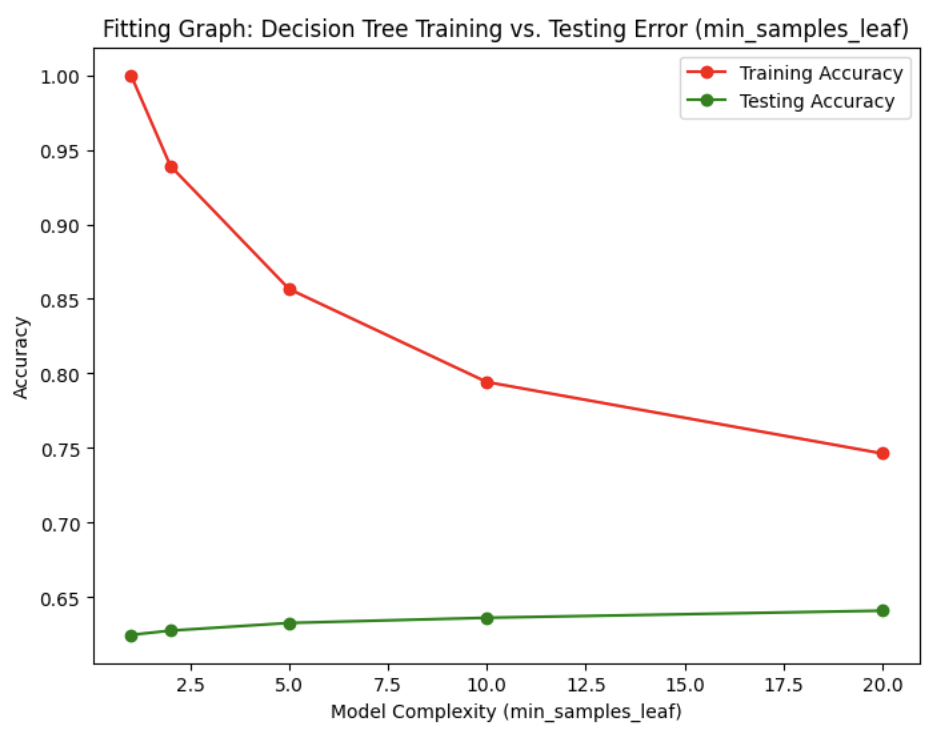 Fitting Graph: Decision Tree Training vs. Testing Error (min_samples_leaf)
Training Accuracy
Testing Accuracy
1.00
0.95
0.90
0.85
0.80
0.75
0.70
0.65
Accuracy
2.5 5.0 7.5 10.0 12.5 15.0 17.5 20.0
Model Complexity (min_samples_leaf)